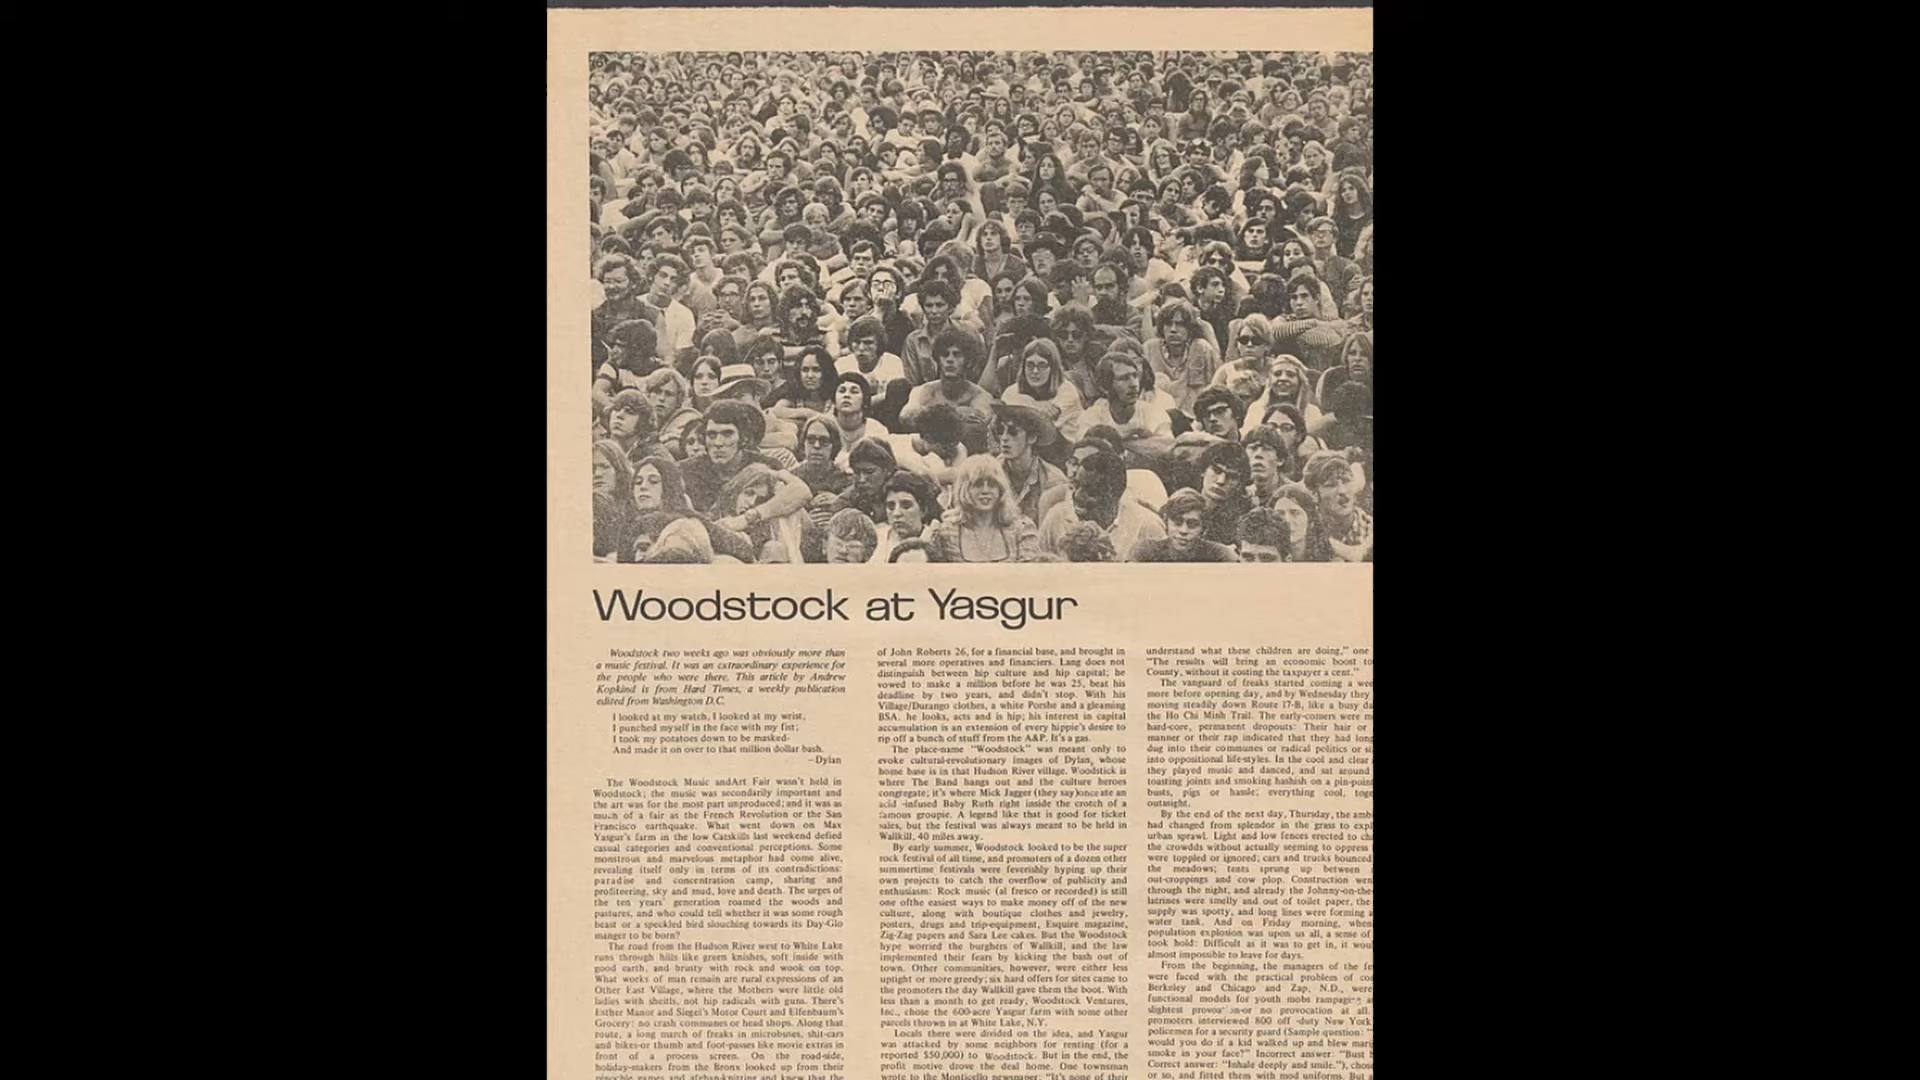 Woodstock at Yasgur
Woodstock two weeks ago was obviously more than
a music festival. It was an extraordinary experience for
the people who were there. This article by Andrew
Kopkind is from Hard Times, a weekly publication
edited from Washington D.C.
I looked at my watch, I looked at my wrist,
I punched myself in the face with my fist;
I took my potatoes down to be masked-
And made it on over to that million dollar bash.
—Dylan
The Woodstock Music andArt Fair wasn't held in
Woodstock; the music was secondarily important and
the art was for the most part unproduced; and it was as
much of a fair as the French Revolution or the San
Francisco earthquake. What went down on Max
Yasgur's farm in the low Catskills last weekend defied
casual categories and conventional perceptions. Some
monstrous and marvelous metaphor had come alive,
revealing itself only in terms of its contradictions:
paradise and concentration camp, sharing and
profiteering, sky and mud, love and death. The urges of
the ten years' generation roamed the woods and
pastures, and who could tell whether it was some rough
beast or a speckled bird slouching towards its Day-Glo
manger to be born?
The road from the Hudson River west to White Lake
runs through hills like green knishes, soft inside with
good earth, and crusty with rock and wook on top.
What works of man remain are rural expressions of an
Other East Village, where the Mothers were little old
ladies with sheitls, not hip radicals with guns. There's
Esther Manor and Siegel's Motor Court and Elfenbaum's
Grocery: no crash communes or head shops. Along that
route, a long march of freaks in microbuses, shit-cars
and bikes-or thumb and foot-passes like movie extras in
front of a process screen. On the road-side,
holiday-makers from the Bronx looked up from their
pinochle games and afghan-knitting and knew that the
of John Roberts 26, for a financial base, and brought in
several more operatives and financiers. Lang does not
distinguish between hip culture and hip capital; he
vowed to make a million before he was 25, beat his
deadline by two years, and didn't stop. With his
Village/Durango clothes, a white Porshe and a gleaming
BSA. he looks, acts and is hip; his interest in capital
accumulation is an extension of every hippie's desire to
rip-off a bunch of stuff from the A&P. It's a gas.
The place-name "Woodstock" was meant only to
evoke cultural-revolutionary images of Dylan, whose
home base is in that Hudson River village. Woodstick is
where The Band hangs out and the culture heroes
congregate; it's where Mick Jagger (they say)once ate an
acid -infused Baby Ruth right inside the crotch of a
famous groupie. A legend like that is good for ticket
sales, but the festival was always meant to be held in
Wallkill, 40 miles away.
By early summer, Woodstock looked to be the super
rock festival of all time, and promoters of a dozen other
summertime festivals were feverishly hyping up their
own projects to catch the overflow of publicity and
enthusiasm: Rock music (al fresco or recorded) is still
one ofthe easiest ways to make money off of the new
culture, along with boutique clothes and jewelry,
posters, drugs and trip-equipment, Esquire magazine,
Zig-Zag papers and Sara Lee cakes. But the Woodstock
hype worried the burghers of Wallkill, and the law
implemented their fears by kicking the bash out of
town. Other communities, however, were either less
uptight or more greedy; six hard offers for sites came to
the promoters the day Wallkill gave them the boot. With
less than a month to get ready, Woodstock Ventures,
Inc., chose the 600-acre Yasgur farm with some other
parcels thrown in at White Lake, N.Y.
Locals there were divided on the idea, and Yasgur
was attacked by some neighbors for renting (for a
reported $50,000) to Woodstock. But in the end, the
profit motive drove the deal home. One townsman
wrote to the Monticello newspaper: "It's none of their
understand what these children are doing," one
"The results will bring an economic boost to
County, without it costing the taxpayer a cent."
The vanguard of freaks started coming a
more before opening day, and by Wednesday they
moving steadily down Route 17-B, like a busy
the Ho Chi Minh Trail. The early-comers were
hard-core, permanent dropouts: Their hair or
manner or their rap indicated that they had long
dug into their communes or radical politics or
into oppositional life-styles. In the cool and clear
they played music and danced, and sat around
toasting joints and smoking hashish on a
busts, pigs or hassle; everything cool,
outasight.
By the end of the next day, Thursday, the
had changed from splendor in the grass to
urban sprawl. Light and low fences erected to
the crowdds without actually seeming to oppress
were toppled or ignored; cars and trucks bounced
the meadows; tents sprung up between
out-croppings and cow plop. Construction
through the night, and already the Johnny-on-the-
latrines were smelly and out of toilet paper, the
supply was spotty, and long lines were forming
water tank. And on Friday morning, when
population explosion was upon us all, a sense of
took hold: Difficult as it was to get in, it
almost impossible to leave for days.
From the beginning, the managers of the
were faced with the practical problem of
Berkeley and Chicago and Zap, N.D., were
functional models for youth mobs
slightest or no provocation at all.
promoters interviewed 800 off -duty New York
policemen for a security guard (Sample question:
would you do if a kid walked up and blew
smoke in your face?" Incorrect answer: "Bust
Correct answer: "Inhale deeply and smile."), chose
or so, and fitted them with mod uniforms. But